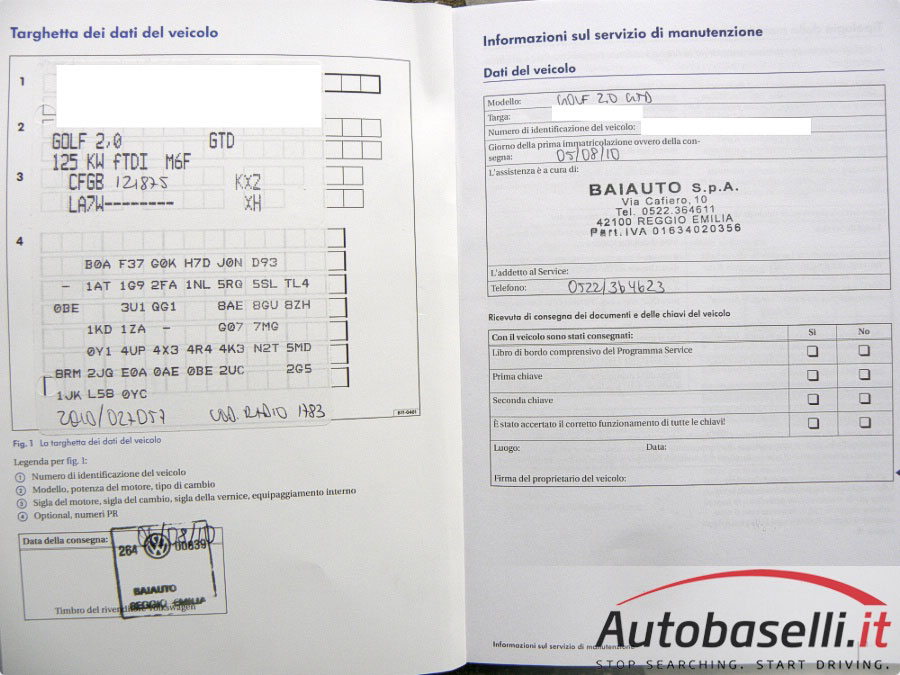 Targhetta dei dati del veicolo
1
2
GOLF 2,0 GTD
125 KW fTDI M6F
3
CFGB 121875 KXZ
LA7W-------- XH
4
B0A F37 G0K H7D J0N D93
- 1AT 1G9 2FA 1NL 5RQ 5SL TL4
0BE 3U1 QG1 8AE 8GU 8ZH
1KD 1ZA - G07 7MG
0Y1 4UP 4X3 4R4 4K3 N2T 5MD
8RM 2JG E0A 0AE 0BE 2UC 2G5
1JK L5B 0YC
2010/027D57 COD. RADIO 1783
Fig. 1 La targhetta dei dati del veicolo
Legenda per fig. 1:
1 Numero di identificazione del veicolo
2 Modello, potenza del motore, tipo di cambio
3 Sigla del motore, sigla del cambio, sigla della vernice, equipaggiamento interno
4 Optional, numeri PR
Data della consegna: 05/08/10
264 00839
BAIAUTO
REGGIO EMILIA
Timbro del rivenditore Volkswagen
Informazioni sul servizio di manutenzione
Dati del veicolo
Modello: GOLF 2,0 GTD
Targa:
Numero di identificazione del veicolo:
Giorno della prima immatricolazione ovvero della con-
segna: 05/08/10
L'assistenza è a cura di:
BAIAUTO S.p.A.
Via Cafiero, 10
Tel. 0522.364611
42100 REGGIO EMILIA
Part. IVA 01634020356
L'addetto al Service:
Telefono: 0522/364623
Ricevuta di consegna dei documenti e delle chiavi del veicolo
Con il veicolo sono stati consegnati: Sì No
Libro di bordo comprensivo del Programma Service
Prima chiave
Seconda chiave
È stato accertato il corretto funzionamento di tutte le chiavi!
Luogo: Data:
Firma del proprietario del veicolo:
Informazioni sul servizio di manutenzione
Autobaselli.it
STOP SEARCHING. START DRIVING.